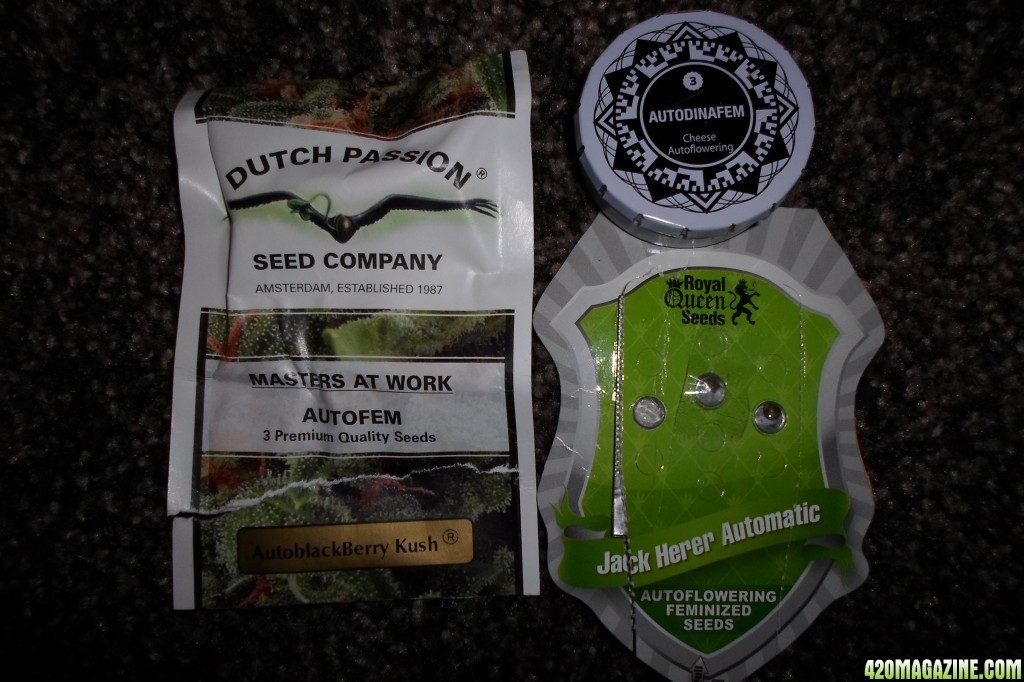 DUTCH PASSION®
SEED COMPANY
AMSTERDAM, ESTABLISHED 1987
MASTERS AT WORK
AUTOFEM
3 Premium Quality Seeds
AutoblackBerry Kush®
3
AUTODINAFEM
Cheese
Autoflowering
Royal
Queen
Seeds
Jack Herer Automatic
AUTOFLOWERING
FEMINIZED
SEEDS
420MAGAZINE.COM